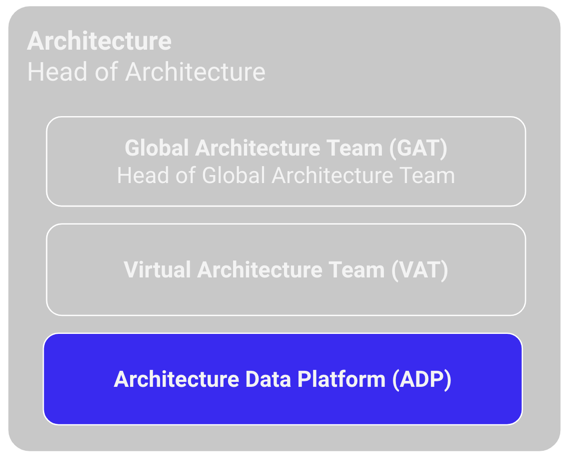 Architecture
Head of Architecture
Global Architecture Team (GAT)
Head of Global Architecture Team
Virtual Architecture Team (VAT)
Architecture Data Platform (ADP)